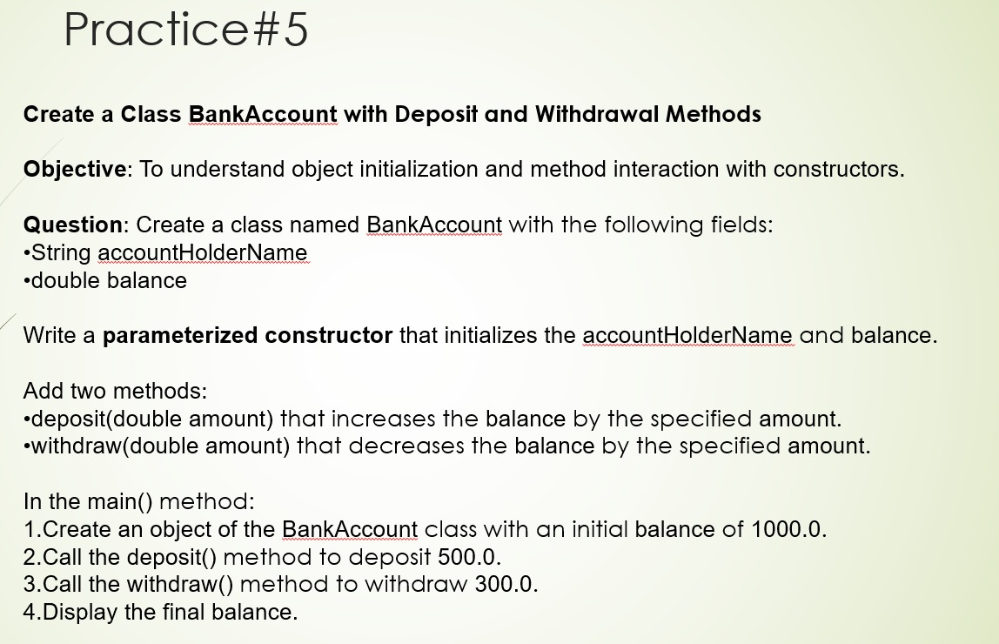 Practice#5
Create a Class BankAccount with Deposit and Withdrawal Methods
Objective: To understand object initialization and method interaction with constructors.
Question: Create a class named BankAccount with the following fields:
•String accountHolderName
•double balance
Write a parameterized constructor that initializes the accountHolderName and balance.
Add two methods:
•deposit(double amount) that increases the balance by the specified amount.
•withdraw(double amount) that decreases the balance by the specified amount.
In the main() method:
1.Create an object of the BankAccount class with an initial balance of 1000.0.
2.Call the deposit() method to deposit 500.0.
3.Call the withdraw() method to withdraw 300.0.
4.Display the final balance.